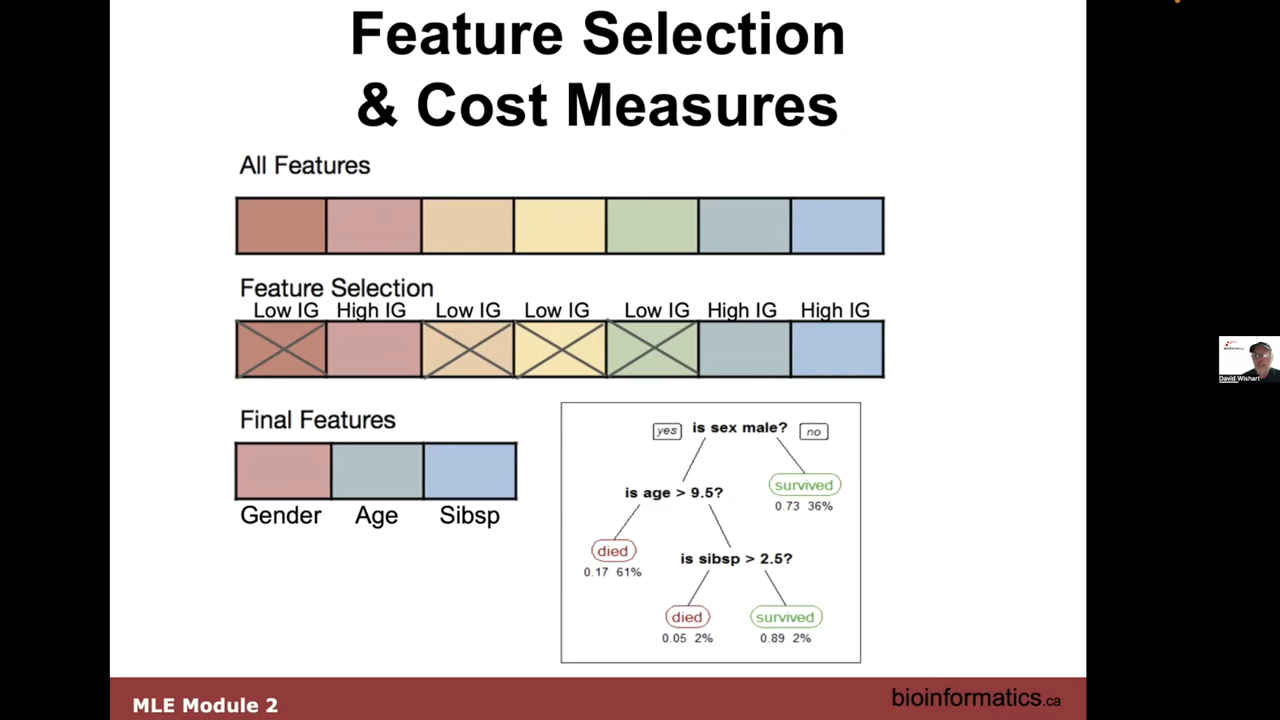 Feature Selection
& Cost Measures
All Features
Feature Selection
Low IG High IG Low IG Low IG Low IG High IG High IG
Final Features
Gender Age Sibsp
yes is sex male? no
survived
0.73 36%
is age > 9.5?
died
0.17 61%
is sibsp > 2.5?
died survived
0.05 2% 0.89 2%
David Wishart
MLE Module 2
bioinformatics.ca